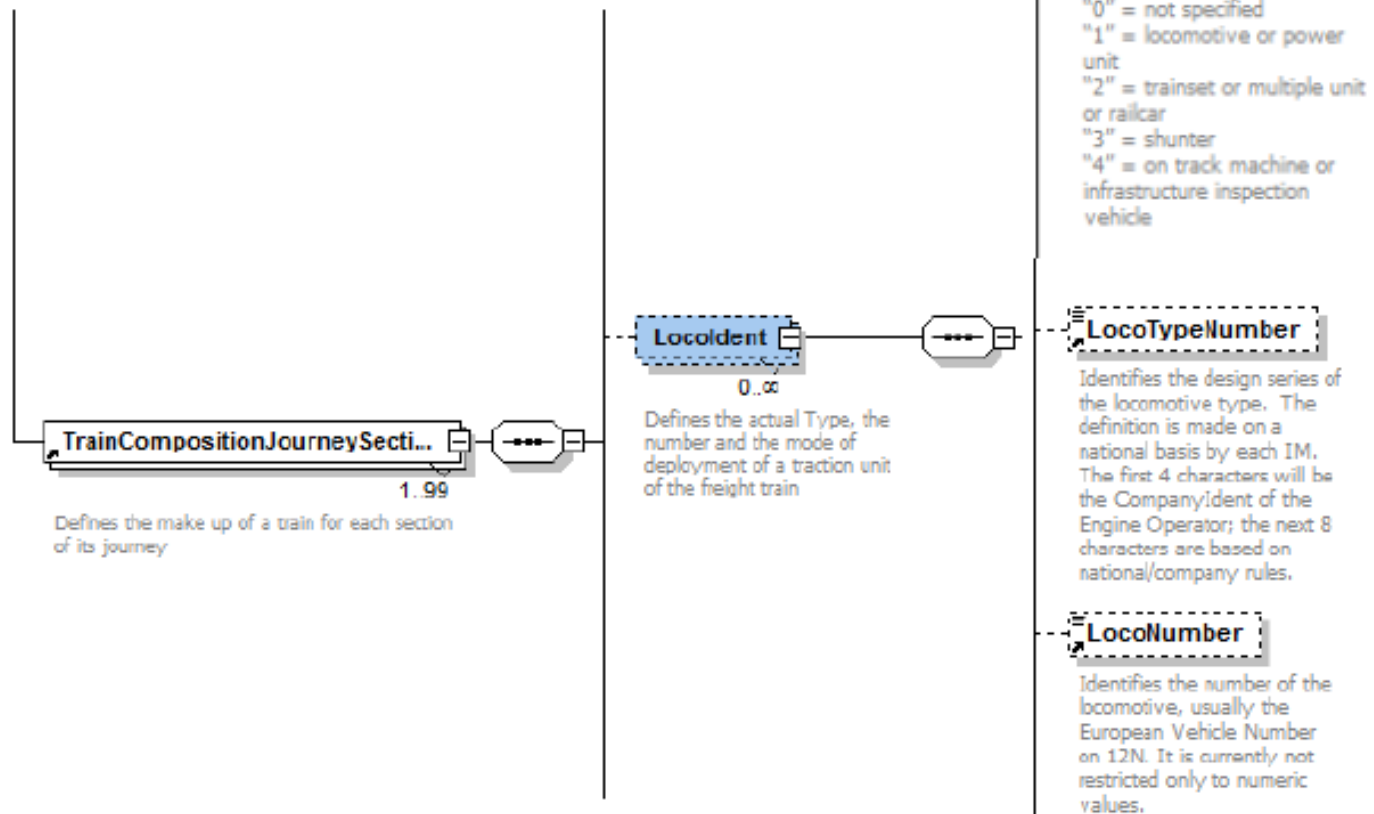 "0" = not specified
"1" = locomotive or power
unit
"2" = trainset or multiple unit
or railcar
"3" = shunter
"4" = on track machine or
infrastructure inspection
vehicle
LocoIdent
0..∞
Defines the actual Type, the
number and the mode of
deployment of a traction unit
of the freight train
LocoTypeNumber
Identifies the design series of
the locomotive type. The
definition is made on a
national basis by each IM.
The first 4 characters will be
the CompanyIdent of the
Engine Operator; the next 8
characters are based on
national/company rules.
TrainCompositionJourneySecti...
1..99
Defines the make up of a train for each section
of its journey
LocoNumber
Identifies the number of the
locomotive, usually the
European Vehicle Number
on 12N. It is currently not
restricted only to numeric
values.